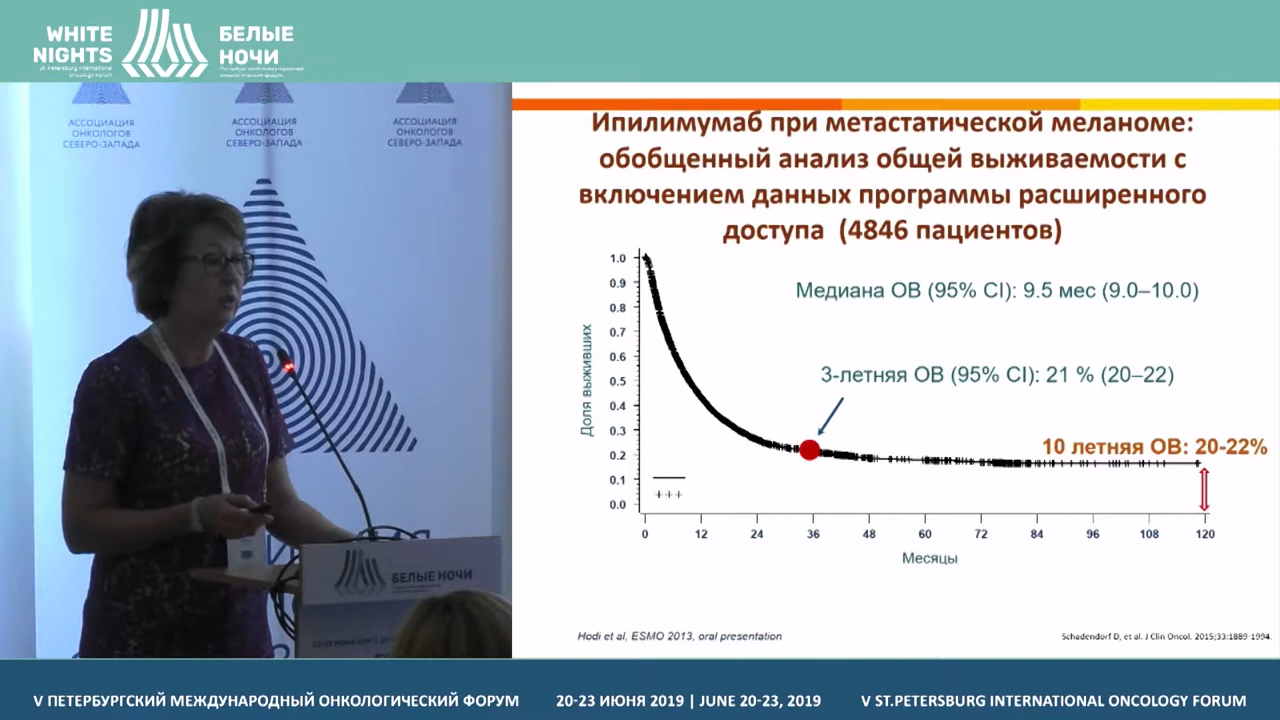 WHITE
NIGHTS
St. Petersburg International
Oncology Forum
БЕЛЫЕ
НОЧИ
Петербургский международный
онкологический форум
АССОЦИАЦИЯ
ОНКОЛОГОВ
СЕВЕРО-ЗАПАДА
АССОЦИАЦИЯ
ОНКОЛОГОВ
СЕВЕРО-ЗАПАДА
АССОЦИАЦИЯ
ОНКОЛОГОВ
СЕВЕРО-ЗАПАДА
БЕЛЫЕ НОЧИ
Ипилимумаб при метастатической меланоме:
обобщенный анализ общей выживаемости с
включением данных программы расширенного
доступа (4846 пациентов)
Медиана ОВ (95% CI): 9.5 мес (9.0–10.0)
3-летняя ОВ (95% CI): 21 % (20–22)
10 летняя ОВ: 20-22%
Доля выживших
1.0
0.9
0.8
0.7
0.6
0.5
0.4
0.3
0.2
0.1
0.0
0 12 24 36 48 60 72 84 96 108 120
Месяцы
Hodi et al, ESMO 2013, oral presentation
Schadendorf D, et al. J Clin Oncol. 2015;33:1889-1994.
V ПЕТЕРБУРГСКИЙ МЕЖДУНАРОДНЫЙ ОНКОЛОГИЧЕСКИЙ ФОРУМ 20-23 ИЮНЯ 2019 | JUNE 20-23, 2019 V ST.PETERSBURG INTERNATIONAL ONCOLOGY FORUM